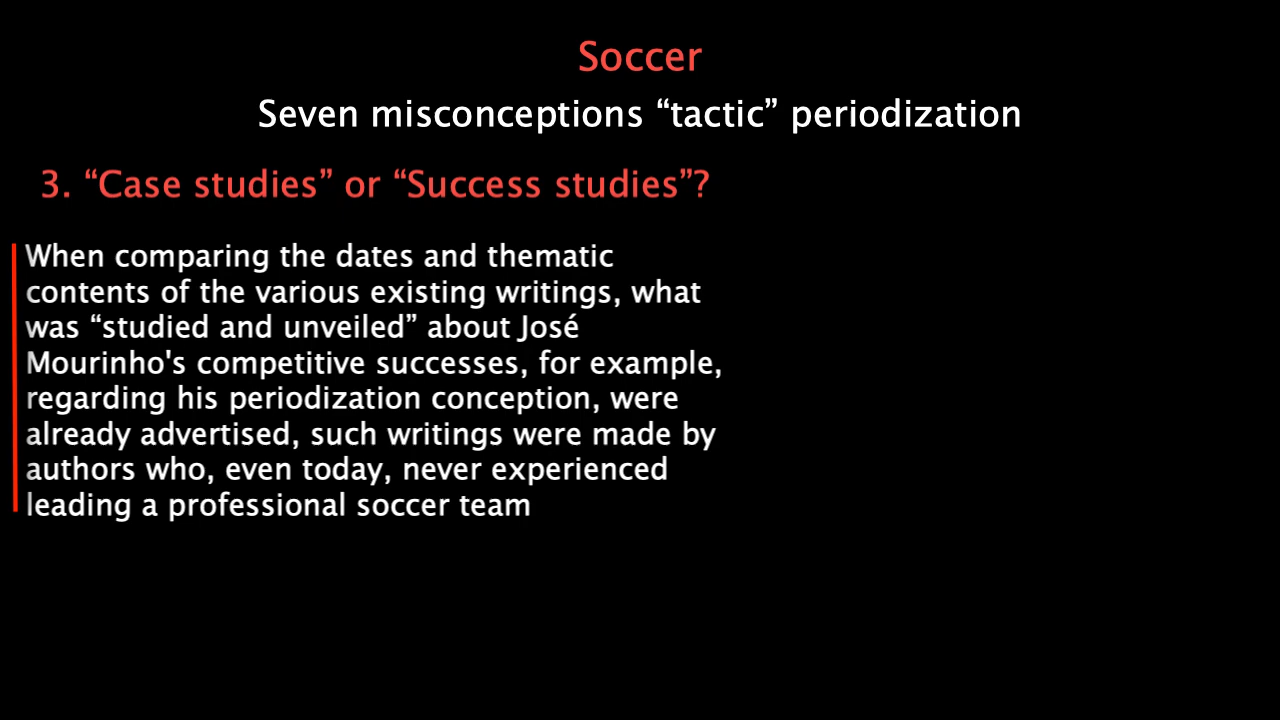 Soccer
Seven misconceptions “tactic” periodization
3. “Case studies” or “Success studies”?
When comparing the dates and thematic
contents of the various existing writings, what
was “studied and unveiled” about José
Mourinho's competitive successes, for example,
regarding his periodization conception, were
already advertised, such writings were made by
authors who, even today, never experienced
leading a professional soccer team